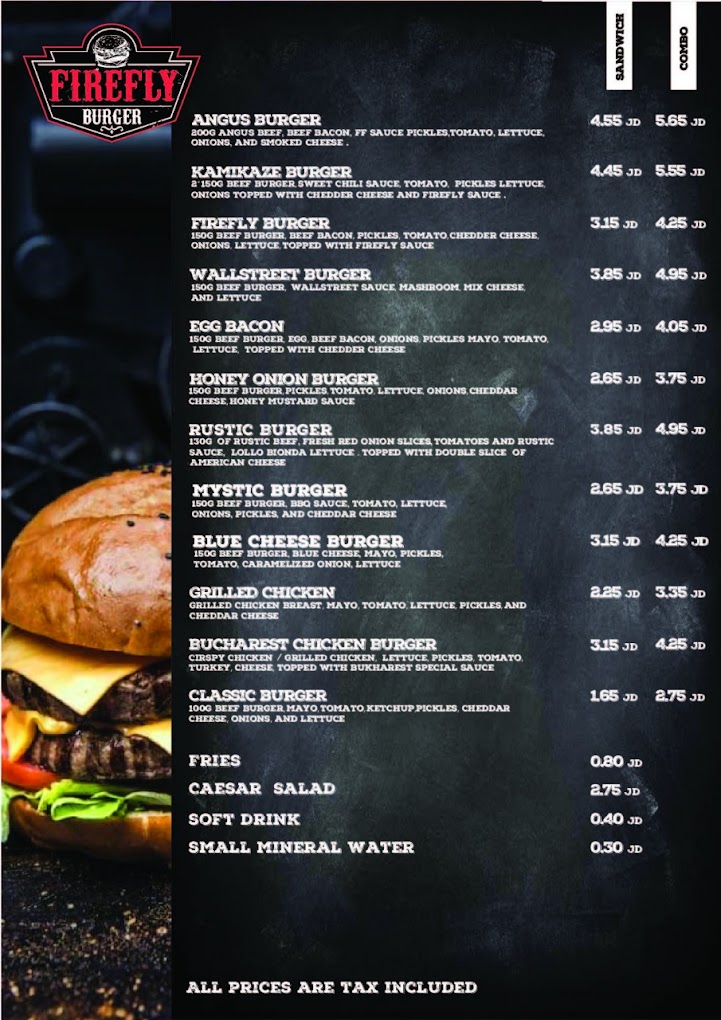 FIREFLY
BURGER
SANDWICH
COMBO
ANGUS BURGER 4.55 JD 5.65 JD
200G ANGUS BEEF, BEEF BACON, FF SAUCE PICKLES,TOMATO, LETTUCE,
ONIONS, AND SMOKED CHEESE .
KAMIKAZE BURGER 4.45 JD 5.55 JD
2*150G BEEF BURGER,SWEET CHILI SAUCE, TOMATO, PICKLES LETTUCE,
ONIONS TOPPED WITH CHEDDER CHEESE AND FIREFLY SAUCE .
FIREFLY BURGER 3.15 JD 4.25 JD
150G BEEF BURGER, BEEF BACON, PICKLES, TOMATO,CHEDDER CHEESE,
ONIONS, LETTUCE,TOPPED WITH FIREFLY SAUCE
WALLSTREET BURGER 3.85 JD 4.95 JD
150G BEEF BURGER, WALLSTREET SAUCE, MASHROOM, MIX CHEESE,
AND LETTUCE
EGG BACON 2.95 JD 4.05 JD
150G BEEF BURGER, EGG, BEEF BACON, ONIONS, PICKLES MAYO, TOMATO,
LETTUCE, TOPPED WITH CHEDDER CHEESE
HONEY ONION BURGER 2.65 JD 3.75 JD
150G BEEF BURGER,PICKLES,TOMATO, LETTUCE, ONIONS,CHEDDAR
CHEESE,HONEY MUSTARD SAUCE
RUSTIC BURGER 3.85 JD 4.95 JD
130G OF RUSTIC BEEF, FRESH RED ONION SLICES,TOMATOES AND RUSTIC
SAUCE, LOLLO BIONDA LETTUCE . TOPPED WITH DOUBLE SLICE OF
AMERICAN CHEESE
MYSTIC BURGER 2.65 JD 3.75 JD
150G BEEF BURGER, BBQ SAUCE, TOMATO, LETTUCE,
ONIONS, PICKLES, AND CHEDDAR CHEESE
BLUE CHEESE BURGER 3.15 JD 4.25 JD
150G BEEF BURGER, BLUE CHEESE, MAYO, PICKLES,
TOMATO, CARAMELIZED ONION, LETTUCE
GRILLED CHICKEN 2.25 JD 3.35 JD
GRILLED CHICKEN BREAST, MAYO, TOMATO, LETTUCE, PICKLES, AND
CHEDDAR CHEESE
BUCHAREST CHICKEN BURGER 3.15 JD 4.25 JD
CIRSPY CHICKEN / GRILLED CHICKEN, LETTUCE, PICKLES, TOMATO,
TURKEY, CHEESE, TOPPED WITH BUKHAREST SPECIAL SAUCE
CLASSIC BURGER 1.65 JD 2.75 JD
100G BEEF BURGER,MAYO,TOMATO,KETCHUP,PICKLES, CHEDDAR
CHEESE, ONIONS, AND LETTUCE
FRIES 0.80 JD
CAESAR SALAD 2.75 JD
SOFT DRINK 0.40 JD
SMALL MINERAL WATER 0.30 JD
ALL PRICES ARE TAX INCLUDED